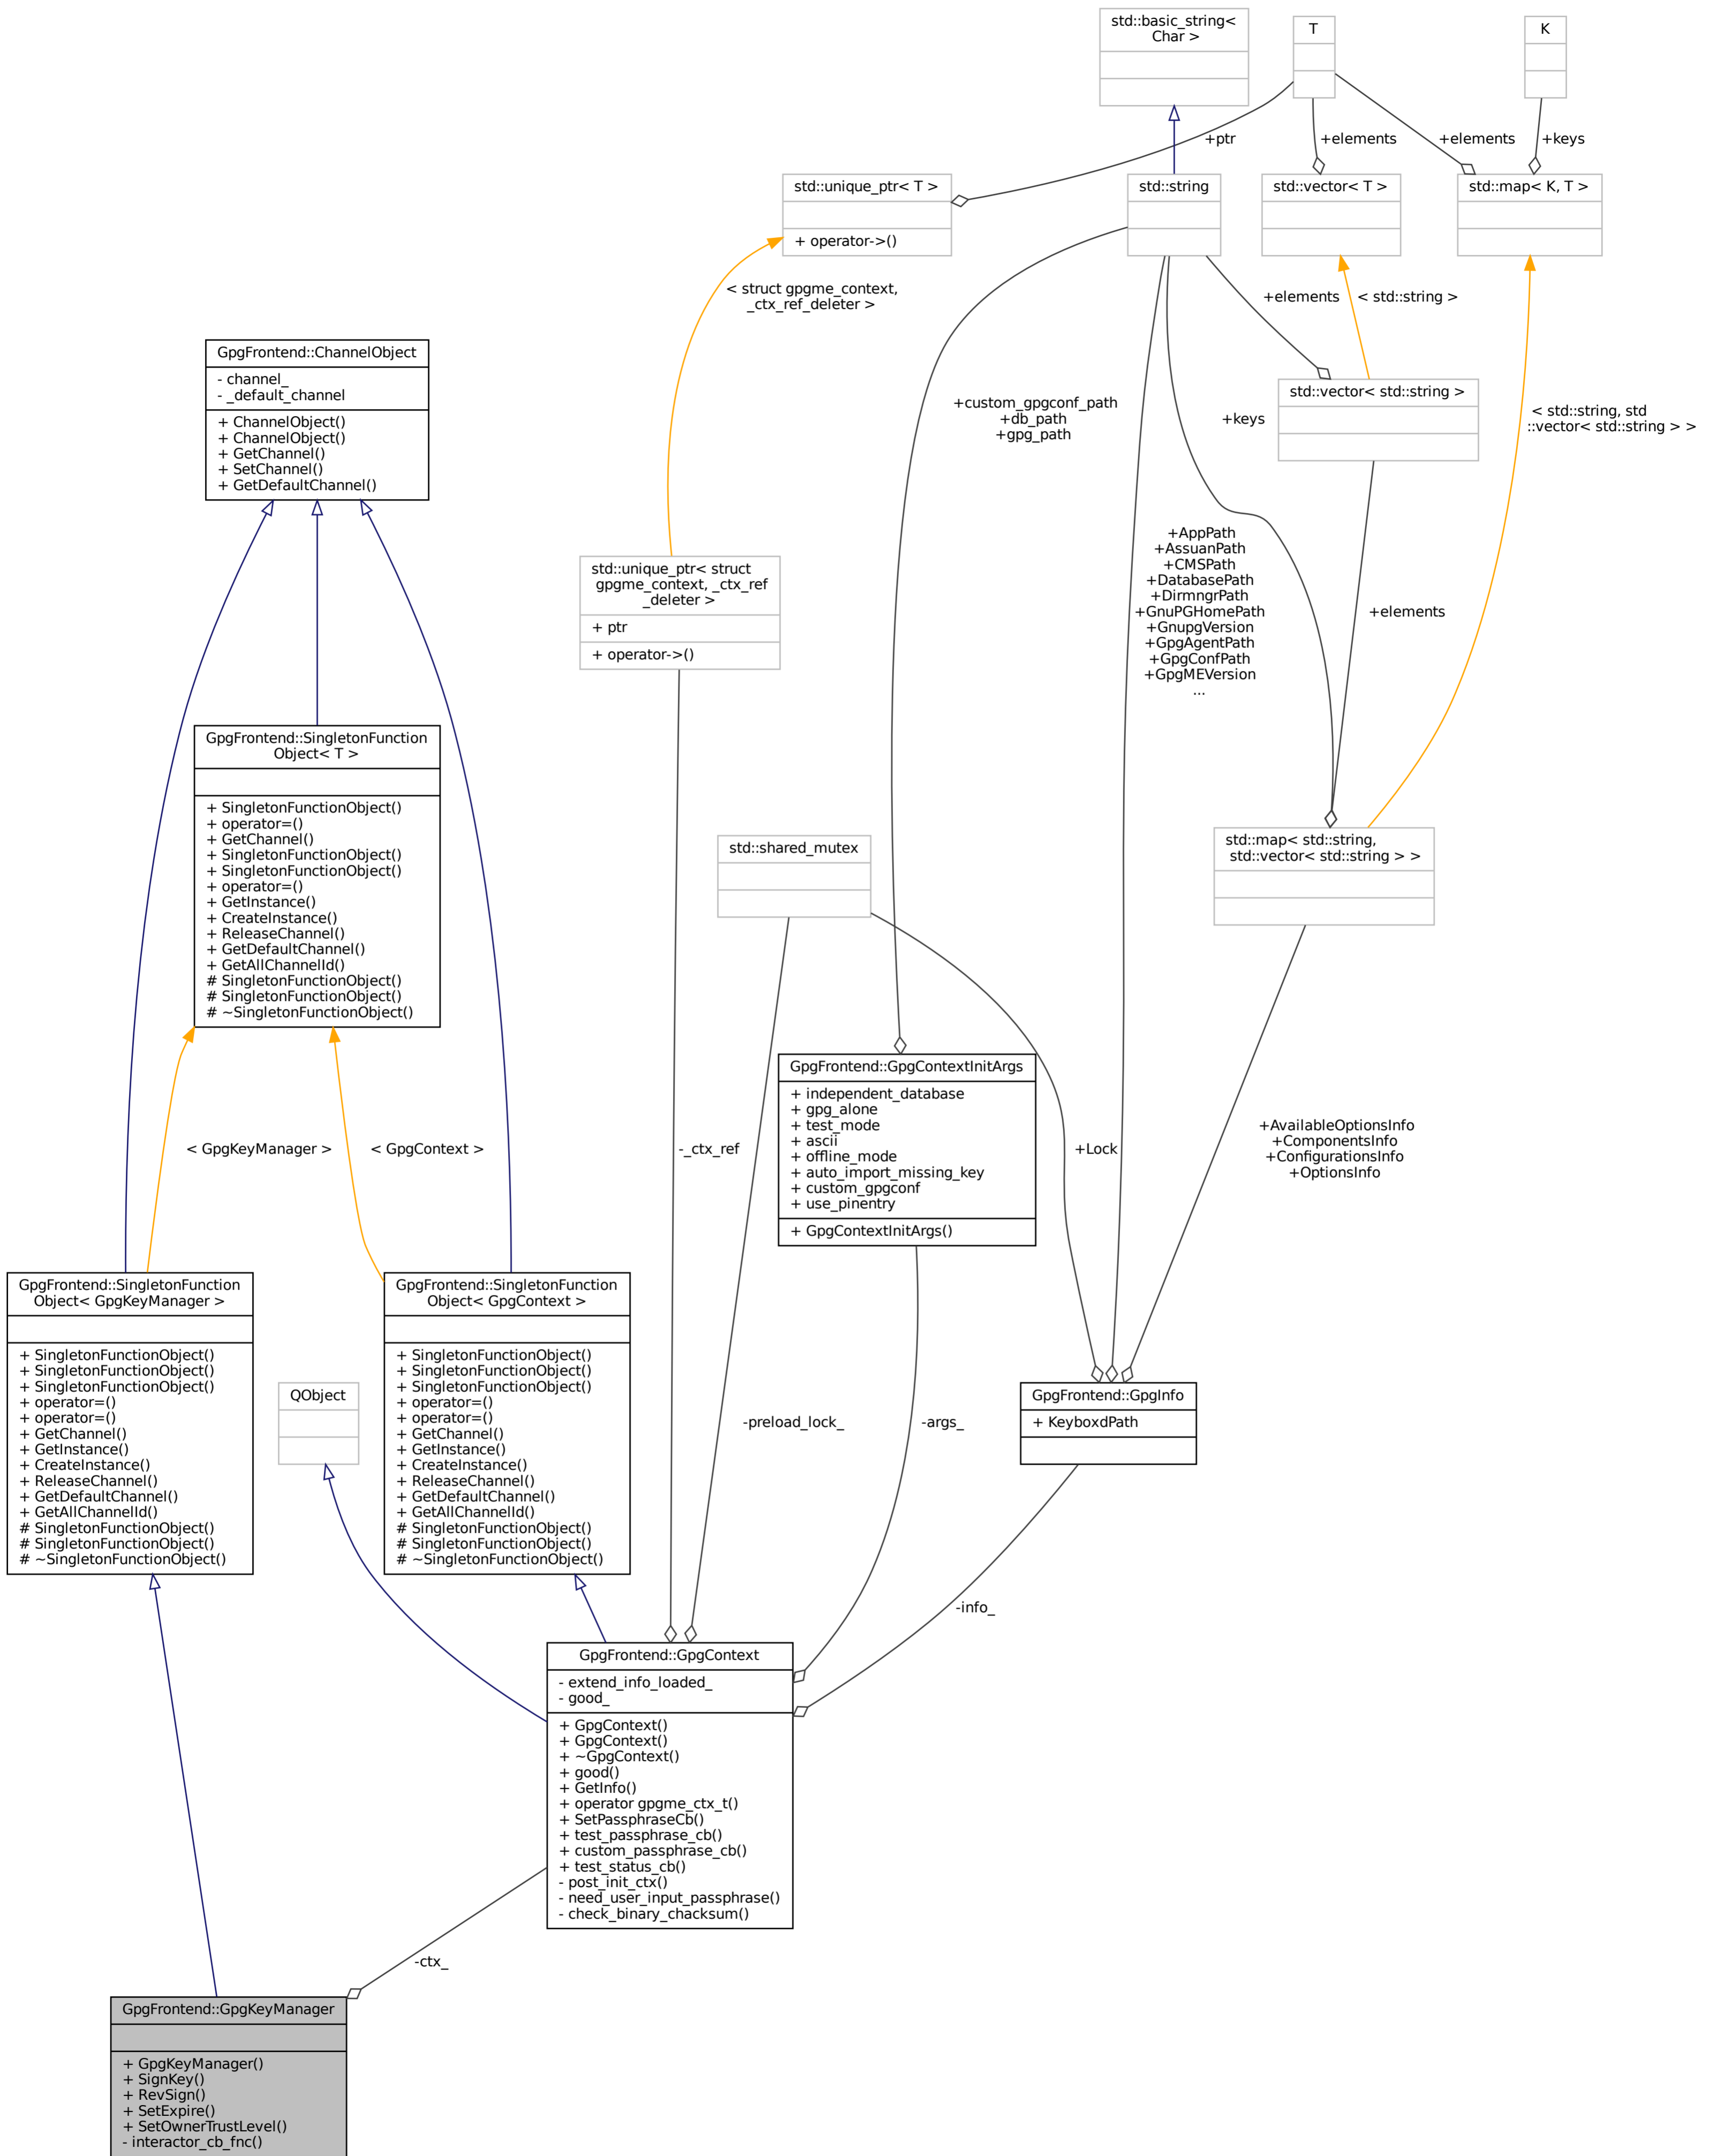 std::basic_string<
Char >
T
K
+ptr
+elements
+elements
+keys
std::unique_ptr< T >
+ operator->()
std::string
std::vector< T >
std::map< K, T >
< struct gpgme_context,
_ctx_ref_deleter >
+elements
< std::string >
GpgFrontend::ChannelObject
- channel_
- _default_channel
+ ChannelObject()
+ ChannelObject()
+ GetChannel()
+ SetChannel()
+ GetDefaultChannel()
+custom_gpgconf_path
+db_path
+gpg_path
+keys
std::vector< std::string >
< std::string, std
::vector< std::string > >
std::unique_ptr< struct
gpgme_context, _ctx_ref
_deleter >
+ ptr
+ operator->()
+AppPath
+AssuanPath
+CMSPath
+DatabasePath
+DirmngrPath
+GnuPGHomePath
+GnupgVersion
+GpgAgentPath
+GpgConfPath
+GpgMEVersion
...
+elements
GpgFrontend::SingletonFunction
Object< T >
+ SingletonFunctionObject()
+ operator=()
+ GetChannel()
+ SingletonFunctionObject()
+ SingletonFunctionObject()
+ operator=()
+ GetInstance()
+ CreateInstance()
+ ReleaseChannel()
+ GetDefaultChannel()
+ GetAllChannelId()
# SingletonFunctionObject()
# SingletonFunctionObject()
# ~SingletonFunctionObject()
std::shared_mutex
std::map< std::string,
std::vector< std::string > >
< GpgKeyManager >
< GpgContext >
-_ctx_ref
GpgFrontend::GpgContextInitArgs
+ independent_database
+ gpg_alone
+ test_mode
+ ascii
+ offline_mode
+ auto_import_missing_key
+ custom_gpgconf
+ use_pinentry
+ GpgContextInitArgs()
+Lock
+AvailableOptionsInfo
+ComponentsInfo
+ConfigurationsInfo
+OptionsInfo
GpgFrontend::SingletonFunction
Object< GpgKeyManager >
+ SingletonFunctionObject()
+ SingletonFunctionObject()
+ SingletonFunctionObject()
+ operator=()
+ operator=()
+ GetChannel()
+ GetInstance()
+ CreateInstance()
+ ReleaseChannel()
+ GetDefaultChannel()
+ GetAllChannelId()
# SingletonFunctionObject()
# SingletonFunctionObject()
# ~SingletonFunctionObject()
QObject
GpgFrontend::SingletonFunction
Object< GpgContext >
+ SingletonFunctionObject()
+ SingletonFunctionObject()
+ SingletonFunctionObject()
+ operator=()
+ operator=()
+ GetChannel()
+ GetInstance()
+ CreateInstance()
+ ReleaseChannel()
+ GetDefaultChannel()
+ GetAllChannelId()
# SingletonFunctionObject()
# SingletonFunctionObject()
# ~SingletonFunctionObject()
-preload_lock_
-args_
GpgFrontend::GpgInfo
+ KeyboxdPath
-info_
GpgFrontend::GpgContext
- extend_info_loaded_
- good_
+ GpgContext()
+ GpgContext()
+ ~GpgContext()
+ good()
+ GetInfo()
+ operator gpgme_ctx_t()
+ SetPassphraseCb()
+ test_passphrase_cb()
+ custom_passphrase_cb()
+ test_status_cb()
- post_init_ctx()
- need_user_input_passphrase()
- check_binary_chacksum()
-ctx_
GpgFrontend::GpgKeyManager
+ GpgKeyManager()
+ SignKey()
+ RevSign()
+ SetExpire()
+ SetOwnerTrustLevel()
- interactor_cb_fnc()